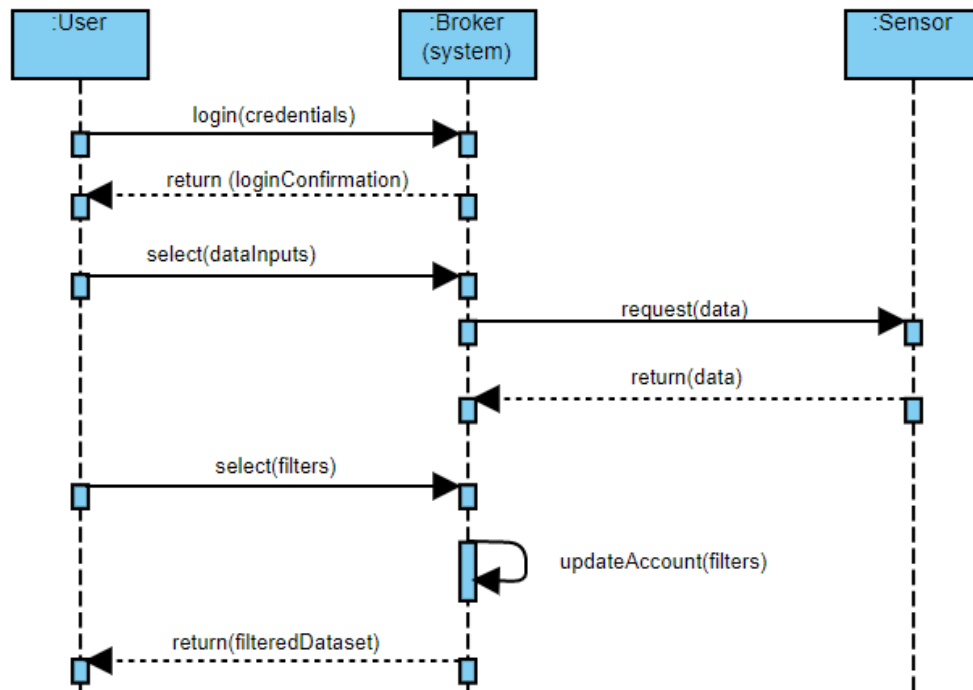 :User
:Broker
(system)
:Sensor
login(credentials)
return (loginConfirmation)
select(dataInputs)
request(data)
return(data)
select(filters)
updateAccount(filters)
return(filteredDataset)